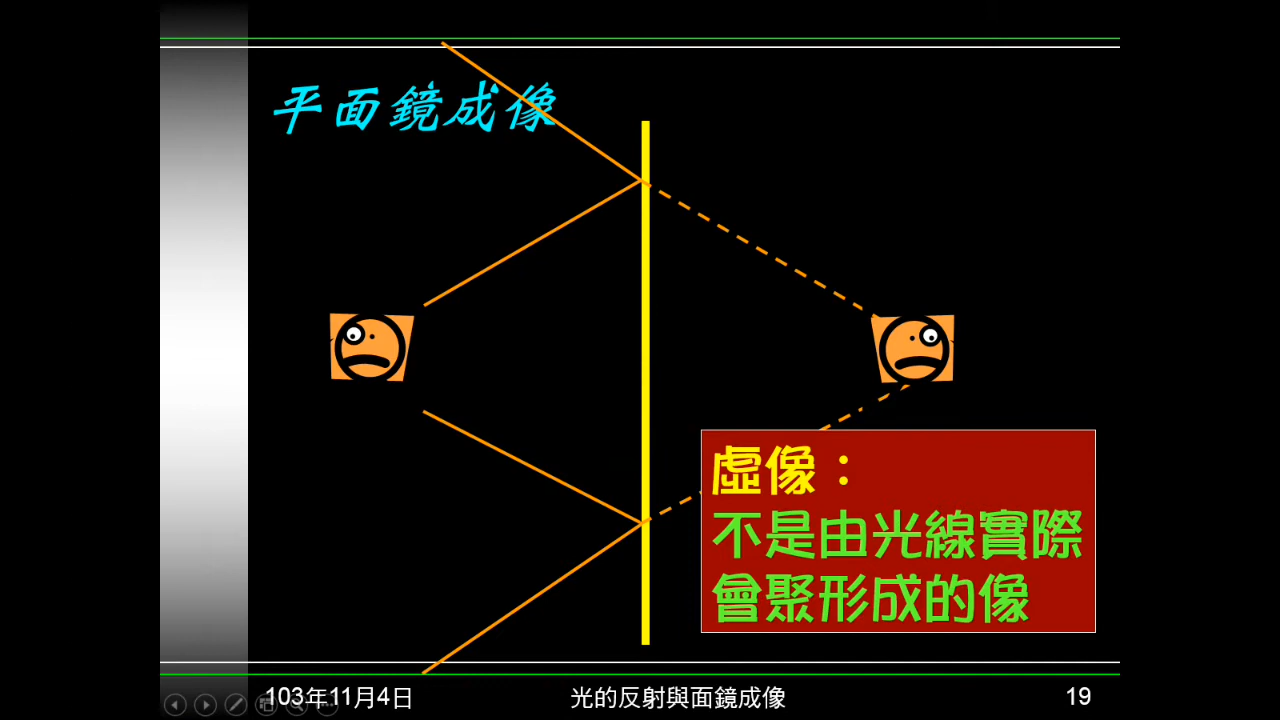 平面鏡成像
虛像：
不是由光線實際
會聚形成的像
103年11月4日
光的反射與面鏡成像
19